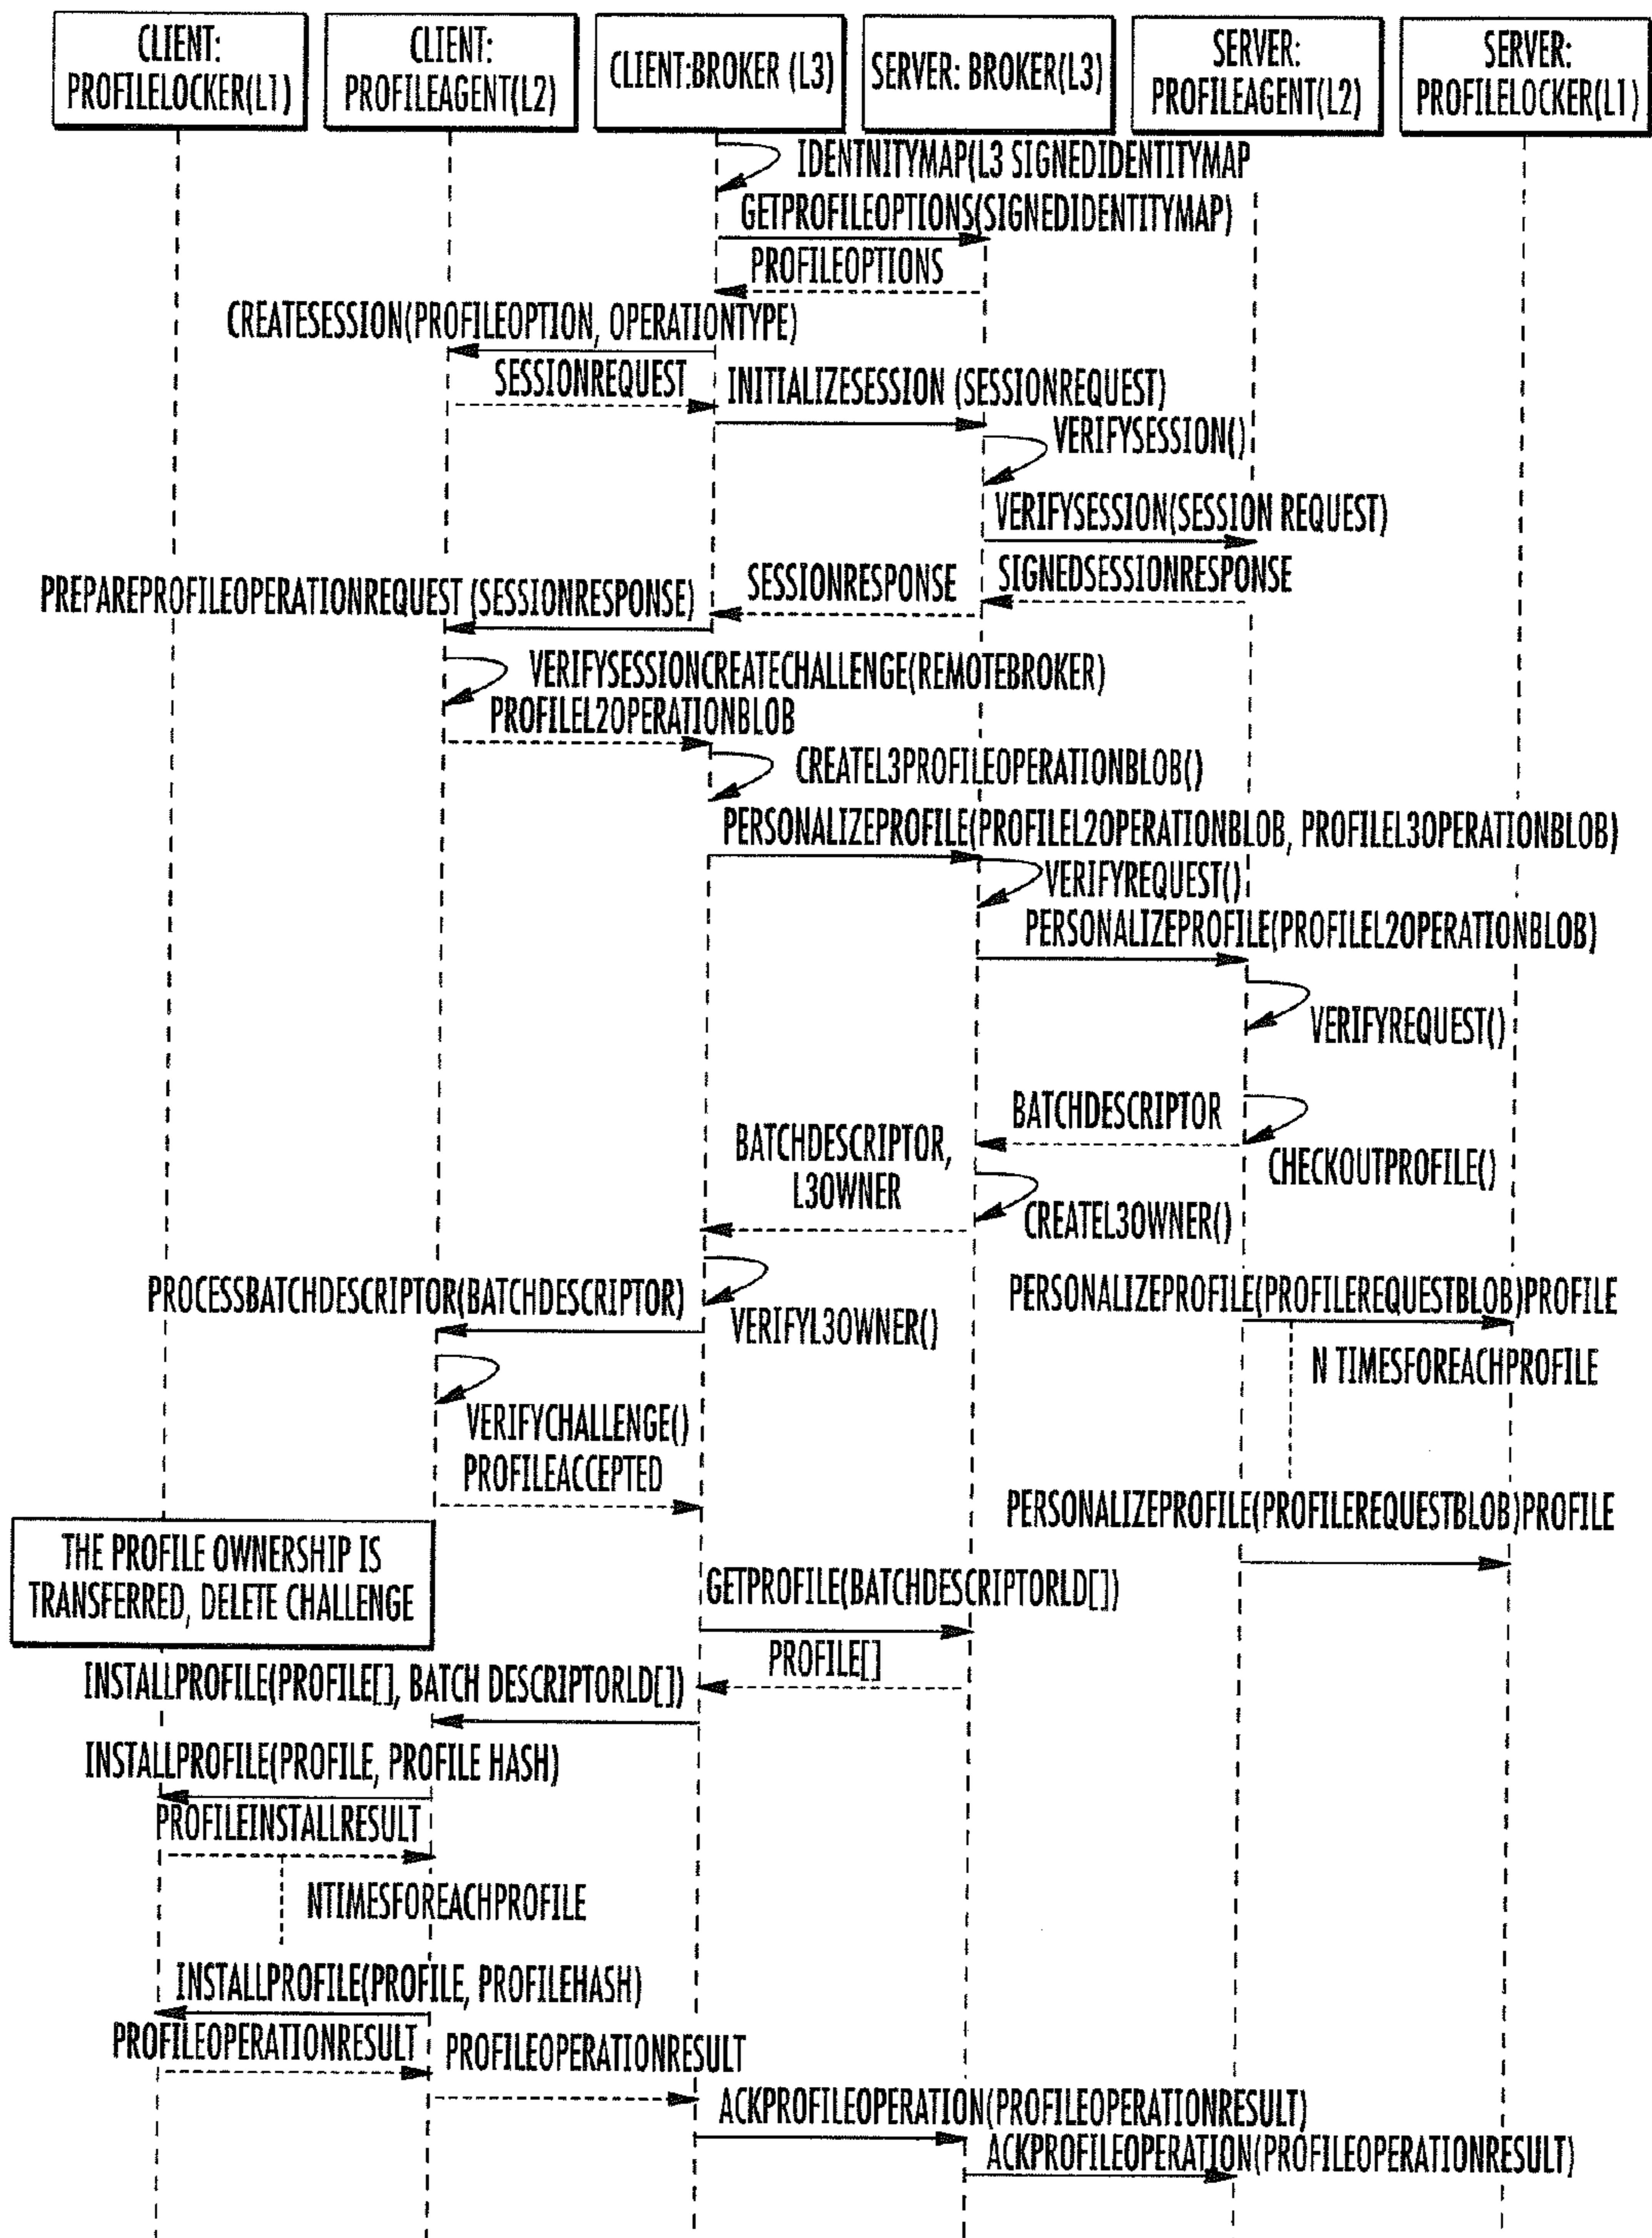 CLIENT:
PROFILELOCKER(L1)
CLIENT:
PROFILEAGENT(L2)
CLIENT:BROKER (L3)
SERVER: BROKER(L3)
SERVER:
PROFILEAGENT(L2)
SERVER:
PROFILELOCKER(L1)
IDENTNITYMAP(L3 SIGNEDIDENTITYMAP
GETPROFILEOPTIONS(SIGNEDIDENTITYMAP)
PROFILEOPTIONS
CREATESESSION(PROFILEOPTION, OPERATIONTYPE)
SESSIONREQUEST
INITIALIZESESSION (SESSIONREQUEST)
VERIFYSESSION()
VERIFYSESSION(SESSION REQUEST)
SIGNEDSESSIONRESPONSE
SESSIONRESPONSE
PREPAREPROFILEOPERATIONREQUEST (SESSIONRESPONSE)
VERIFYSESSIONCREATECHALLENGE(REMOTEBROKER)
PROFILEL2OPERATIONBLOB
CREATEL3PROFILEOPERATIONBLOB()
PERSONALIZEPROFILE(PROFILEL2OPERATIONBLOB, PROFILEL3OPERATIONBLOB)
VERIFYREQUEST()
PERSONALIZEPROFILE(PROFILEL2OPERATIONBLOB)
VERIFYREQUEST()
BATCHDESCRIPTOR
CHECKOUTPROFILE()
BATCHDESCRIPTOR,
L3OWNER
CREATEL3OWNER()
PROCESSBATCHDESCRIPTOR(BATCHDESCRIPTOR)
VERIFYL3OWNER()
PERSONALIZEPROFILE(PROFILEREQUESTBLOB)PROFILE
N TIMESFOREACHPROFILE
VERIFYCHALLENGE()
PROFILEACCEPTED
PERSONALIZEPROFILE(PROFILEREQUESTBLOB)PROFILE
THE PROFILE OWNERSHIP IS
TRANSFERRED, DELETE CHALLENGE
GETPROFILE(BATCHDESCRIPTORLD[])
PROFILE[]
INSTALLPROFILE(PROFILE[], BATCH DESCRIPTORLD[])
INSTALLPROFILE(PROFILE, PROFILE HASH)
PROFILEINSTALLRESULT
NTIMESFOREACHPROFILE
INSTALLPROFILE(PROFILE, PROFILEHASH)
PROFILEOPERATIONRESULT
PROFILEOPERATIONRESULT
ACKPROFILEOPERATION(PROFILEOPERATIONRESULT)
ACKPROFILEOPERATION(PROFILEOPERATIONRESULT)